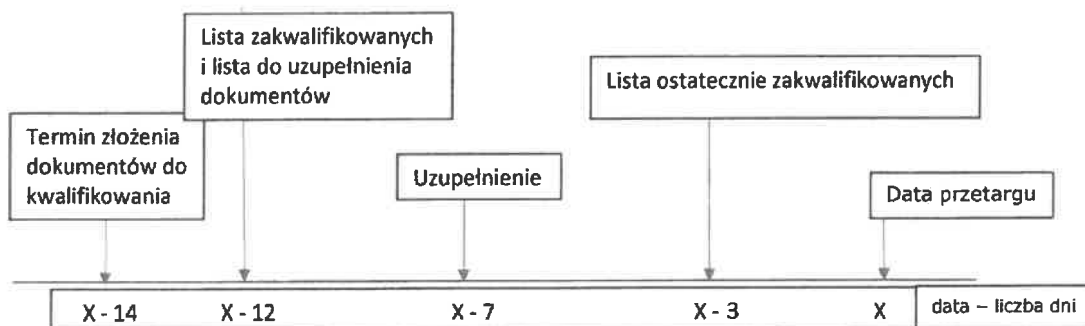 Lista zakwalifikowanych
i lista do uzupełnienia
dokumentów
Lista ostatecznie zakwalifikowanych
Termin złożenia
dokumentów do
kwalifikowania
Uzupełnienie
Data przetargu
X - 14
X - 12
X - 7
X - 3
X
data – liczba dni